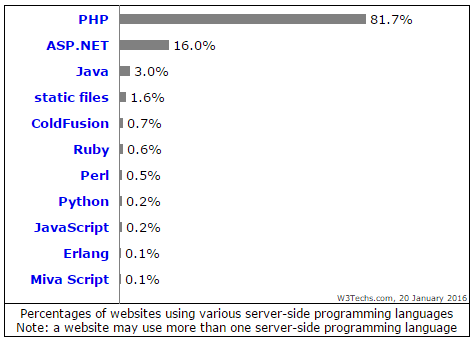 PHP 81.7%
ASP.NET 16.0%
Java 3.0%
static files 1.6%
ColdFusion 0.7%
Ruby 0.6%
Perl 0.5%
Python 0.2%
JavaScript 0.2%
Erlang 0.1%
Miva Script 0.1%
W3Techs.com, 20 January 2016
Percentages of websites using various server-side programming languages
Note: a website may use more than one server-side programming language